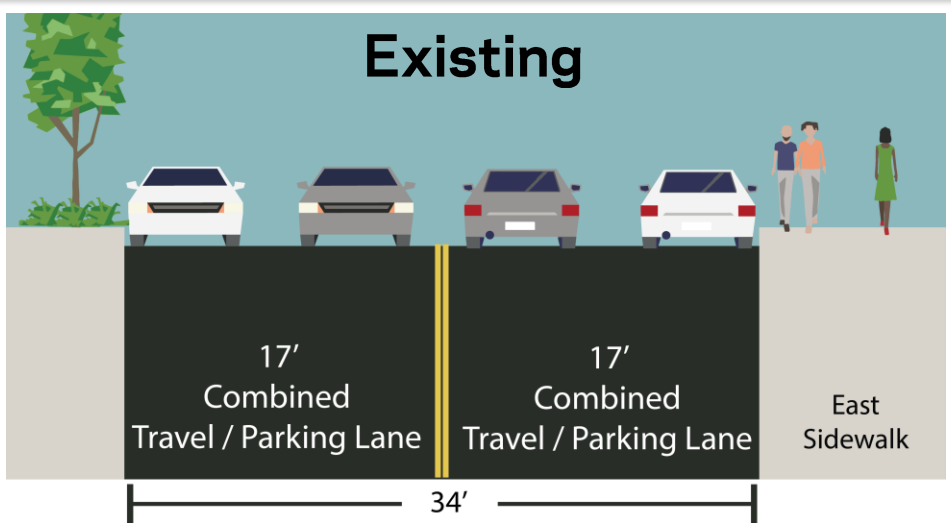 Existing
17′
Combined
Travel / Parking Lane
17′
Combined
Travel / Parking Lane
East
Sidewalk
34′